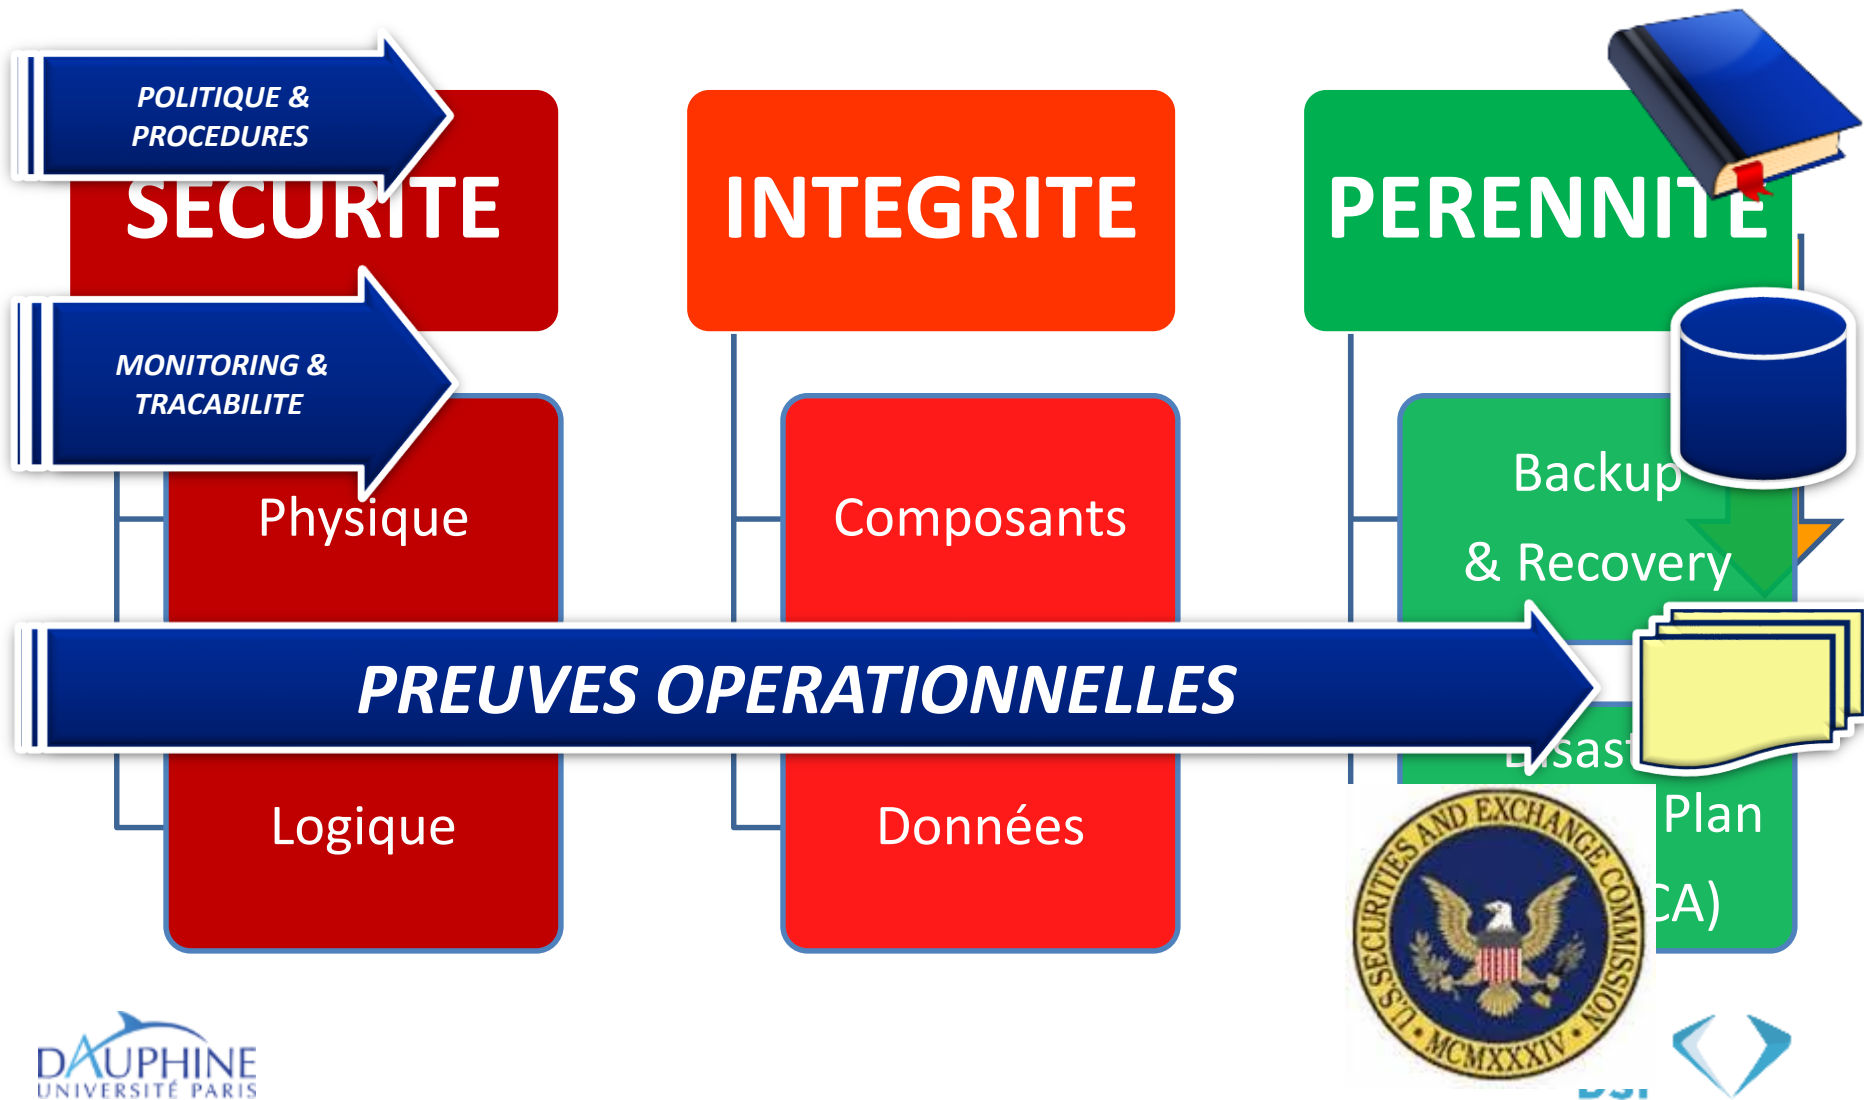 POLITIQUE &
PROCEDURES
SECURITE
INTEGRITE
PERENNITE
MONITORING &
TRACABILITE
Physique
Composants
Backup
& Recovery
PREUVES OPERATIONNELLES
Logique
Données
Plan
CA)
U.S. SECURITIES AND EXCHANGE COMMISSION
MCMXXXIV
DAUPHINE
UNIVERSITÉ PARIS